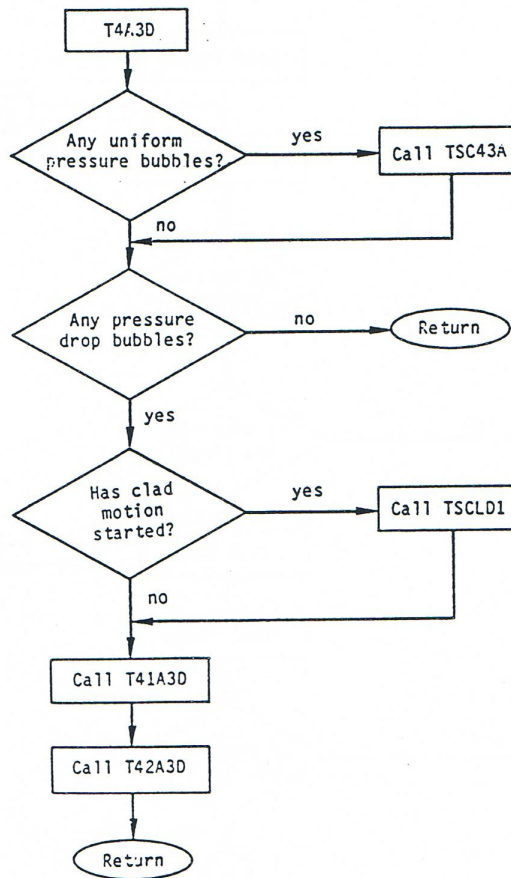 T4A3D
Any uniform
pressure bubbles?
yes
Call TSC43A
no
Any pressure
drop bubbles?
no
Return
yes
Has clad
motion
started?
yes
Call TSCLD1
no
Call T41A3D
Call T42A3D
Return